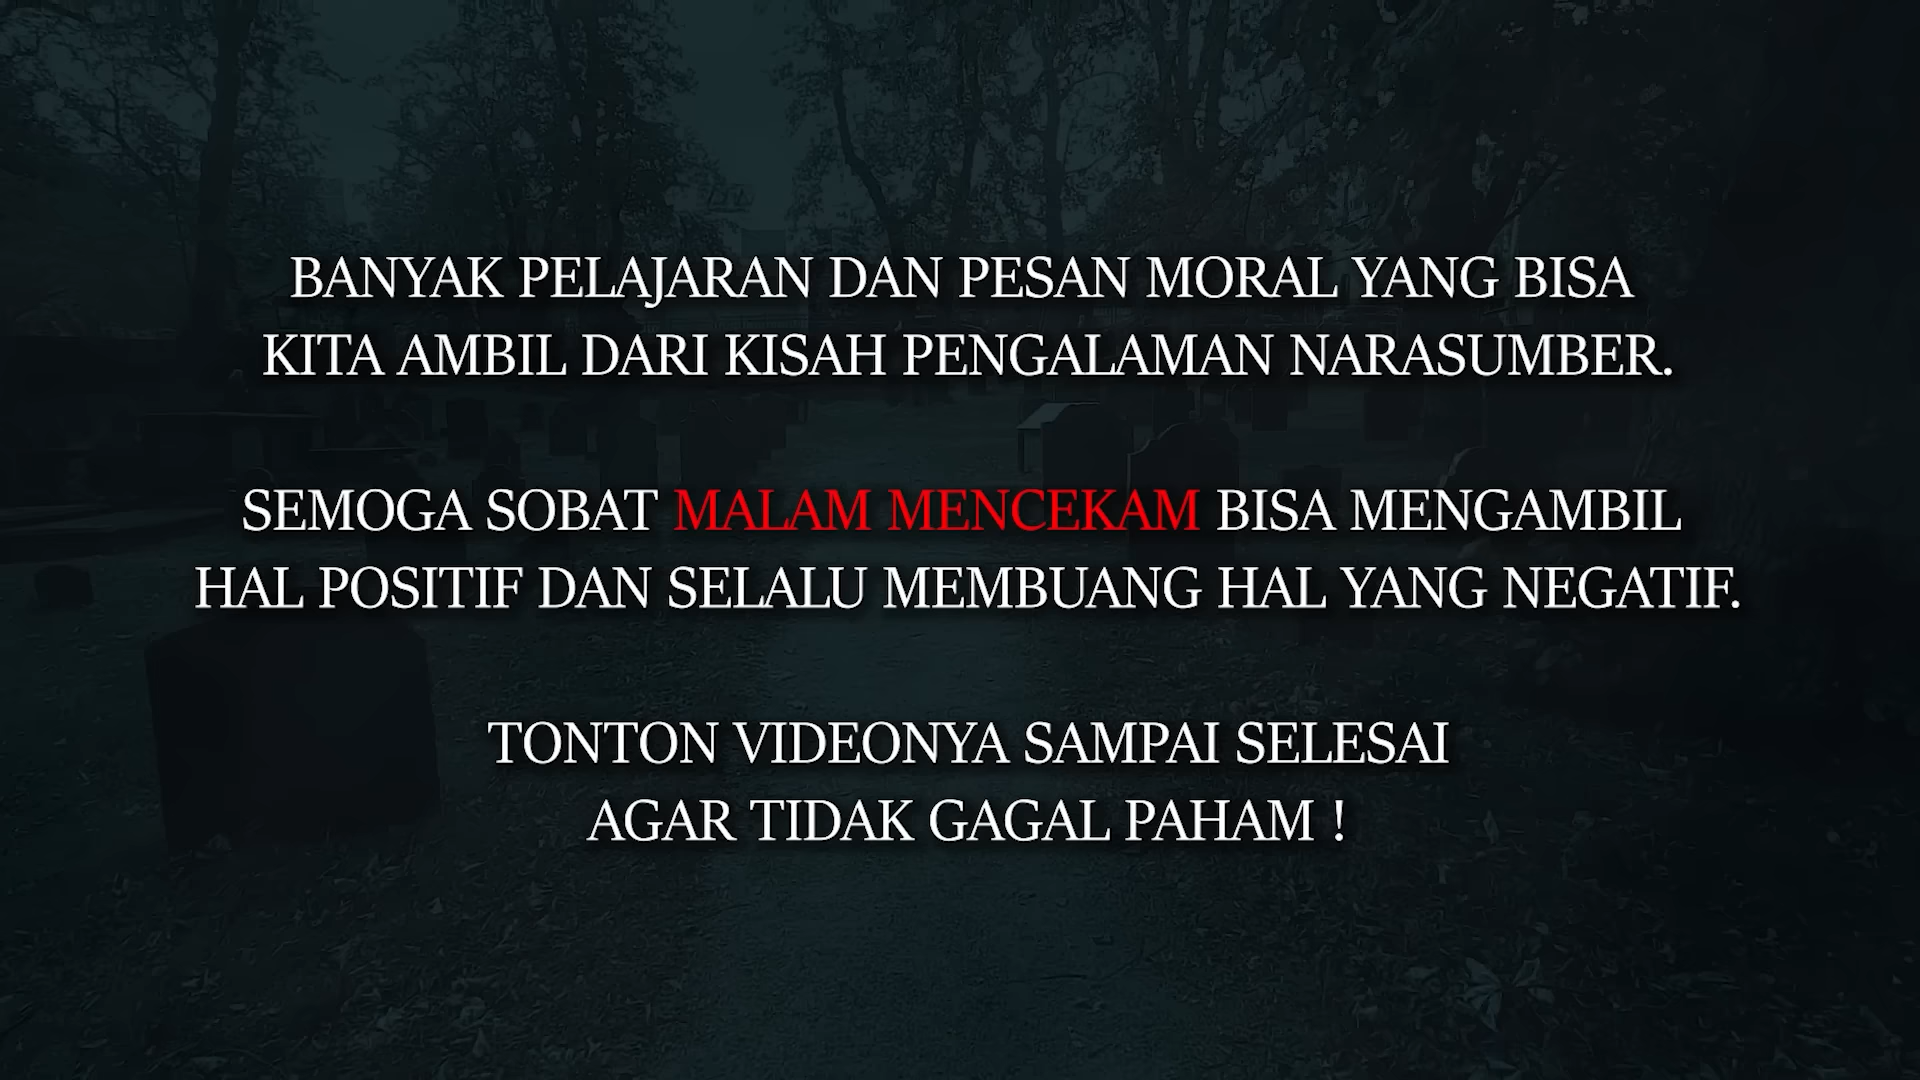 BANYAK PELAJARAN DAN PESAN MORAL YANG BISA
KITA AMBIL DARI KISAH PENGALAMAN NARASUMBER.
SEMOGA SOBAT MALAM MENCEKAM BISA MENGAMBIL
HAL POSITIF DAN SELALU MEMBUANG HAL YANG NEGATIF.
TONTON VIDEONYA SAMPAI SELESAI
AGAR TIDAK GAGAL PAHAM !